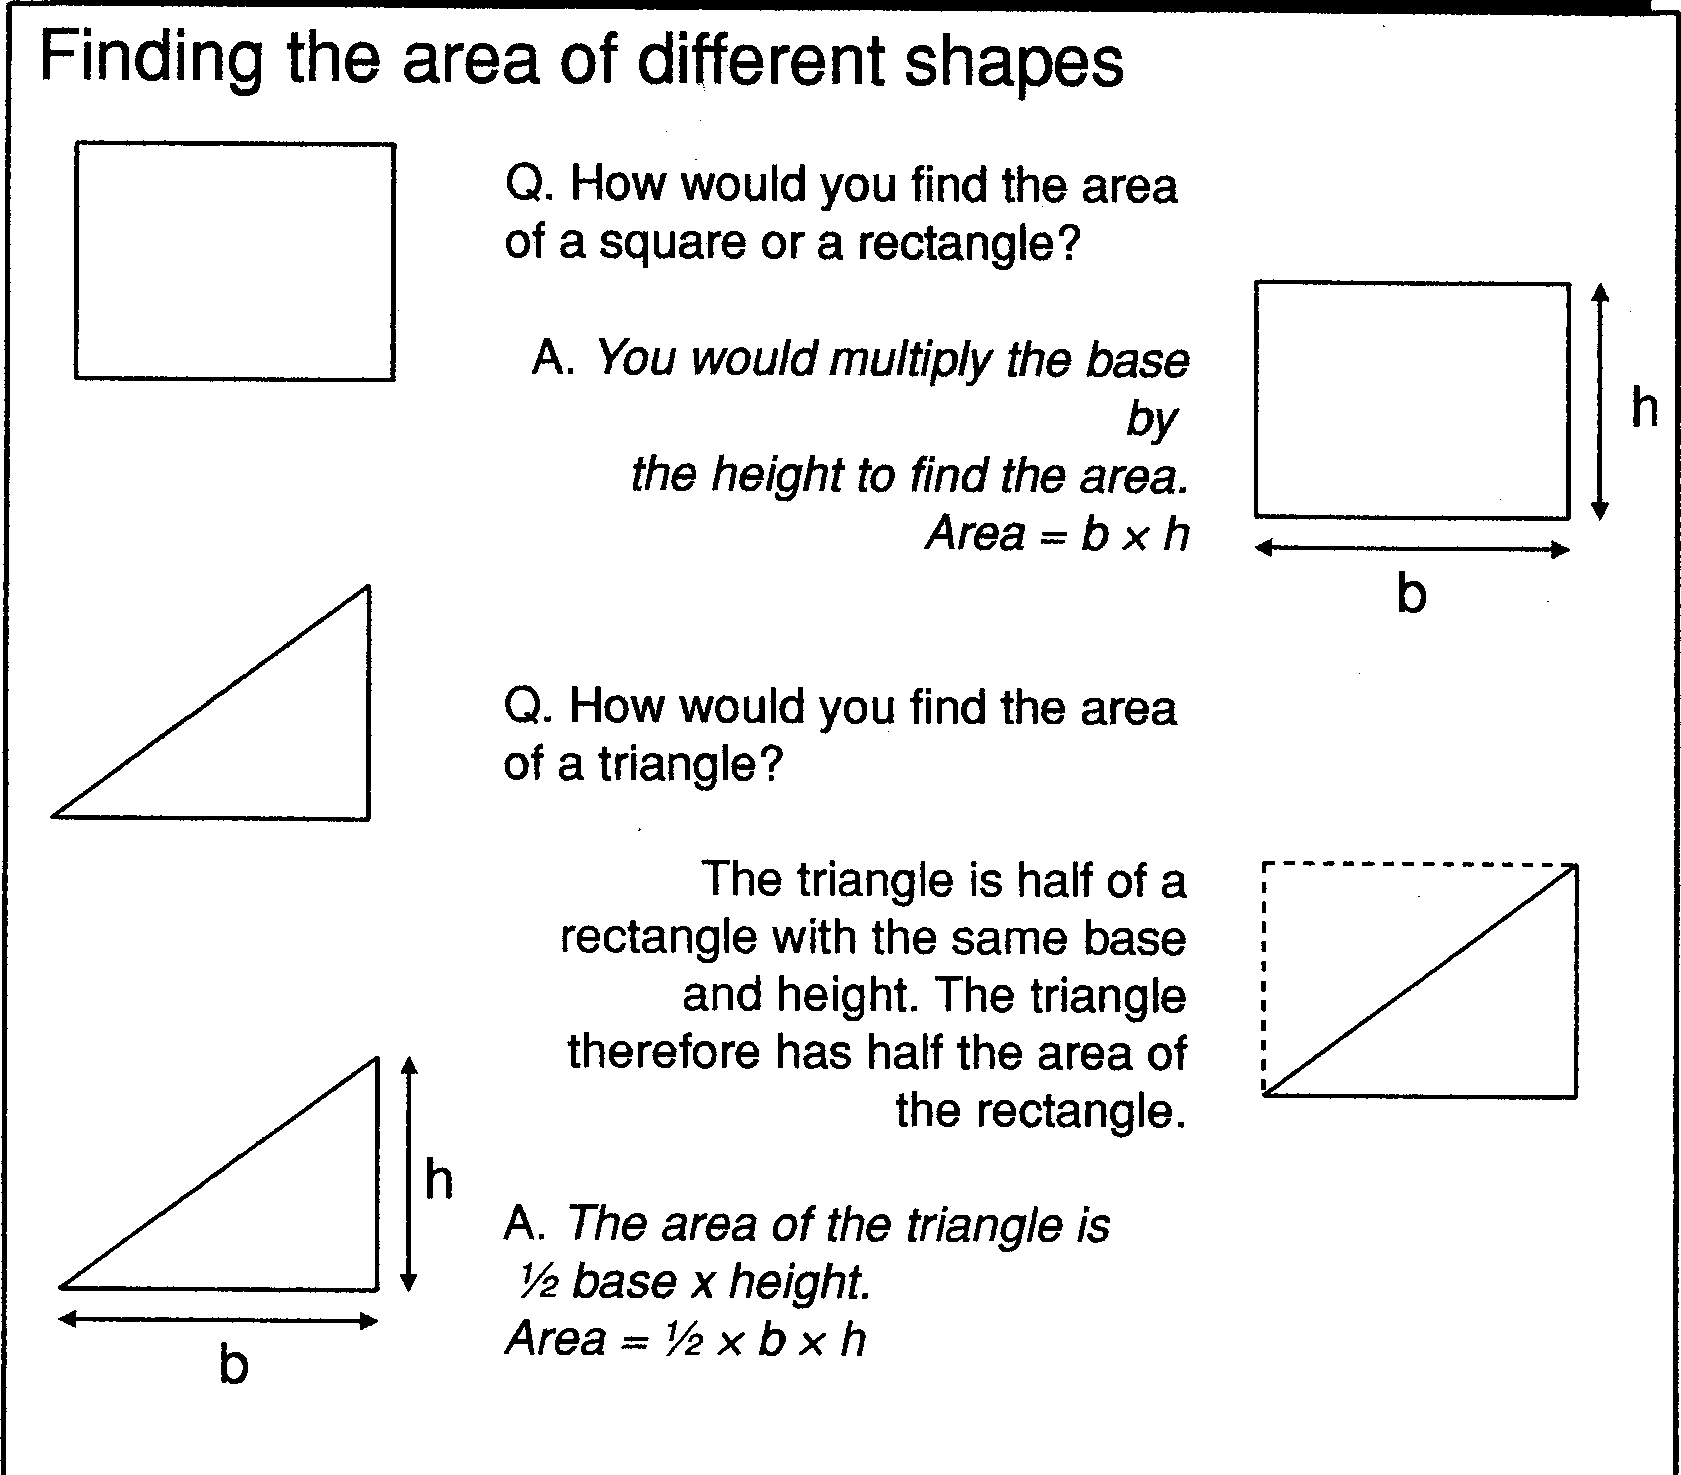 Finding the area of different shapes
Q. How would you find the area
of a square or a rectangle?
A. You would multiply the base
by
the height to find the area.
Area = b × h
h
b
Q. How would you find the area
of a triangle?
The triangle is half of a
rectangle with the same base
and height. The triangle
therefore has half the area of
the rectangle.
h
b
A. The area of the triangle is
½ base x height.
Area = ½ × b × h